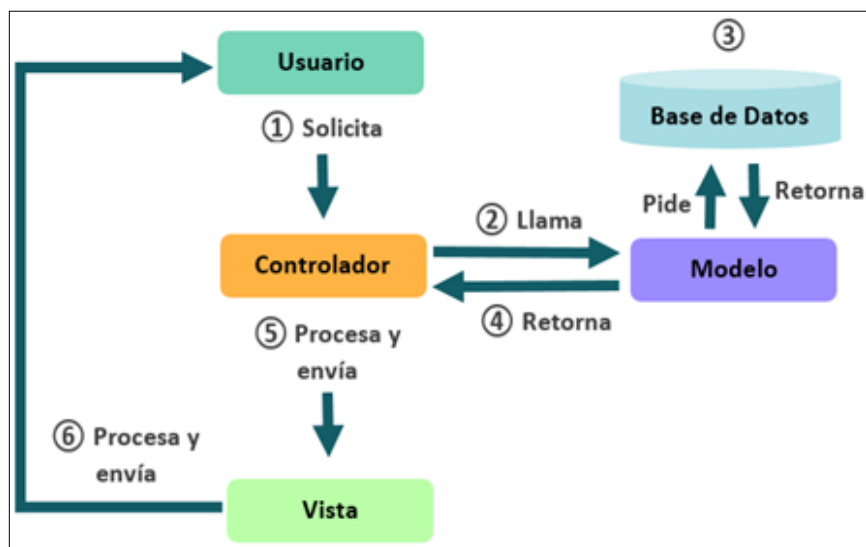 Usuario
① Solicita
③
Base de Datos
Pide
Retorna
② Llama
Controlador
Modelo
④ Retorna
⑤ Procesa y
envía
⑥ Procesa y
envía
Vista